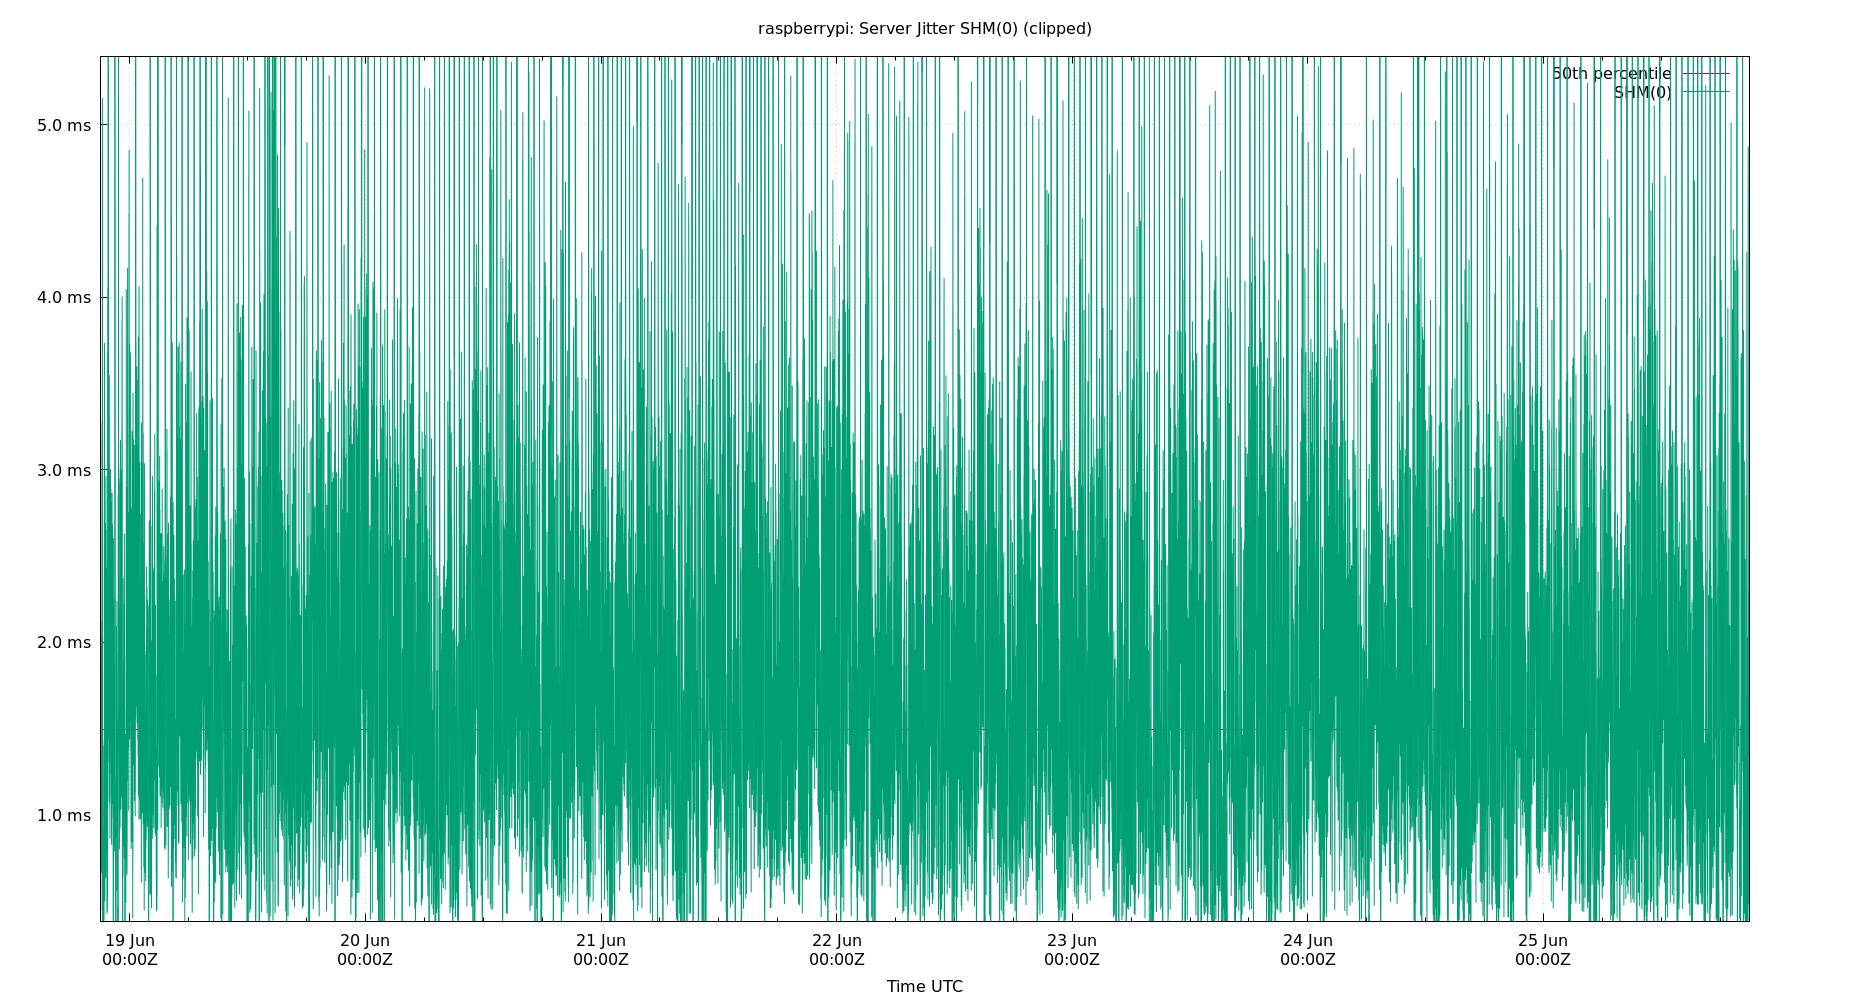 raspberrypi: Server Jitter SHM(0) (clipped)
50th percentile
SHM(0)
5.0 ms
4.0 ms
3.0 ms
2.0 ms
1.0 ms
19 Jun 20 Jun 21 Jun 22 Jun 23 Jun 24 Jun 25 Jun
00:00Z 00:00Z 00:00Z 00:00Z 00:00Z 00:00Z 00:00Z
Time UTC